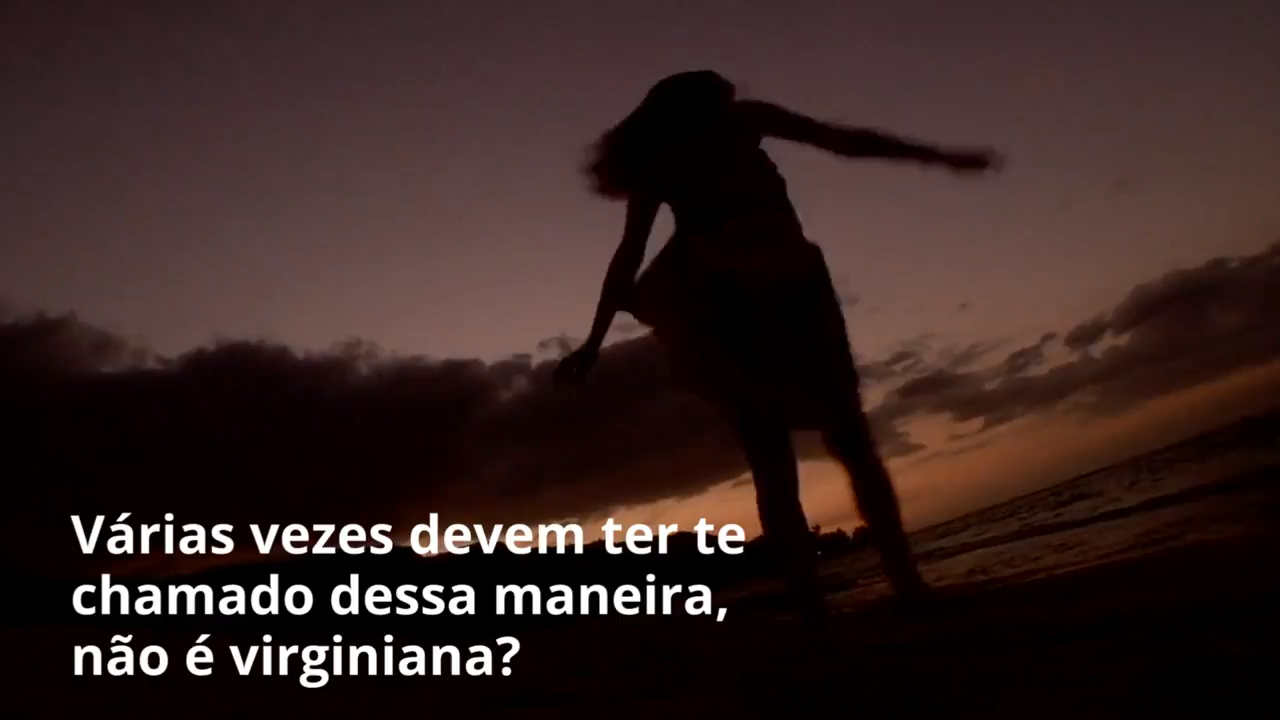 Várias vezes devem ter te
chamado dessa maneira,
não é virginiana?